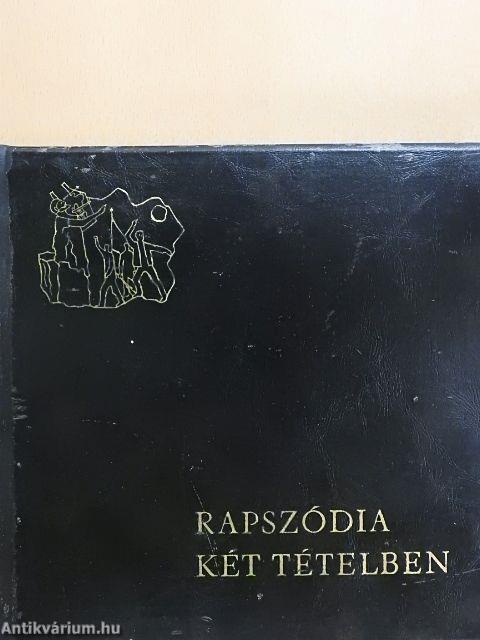 RAPSZÓDIA
KÉT TÉTELBEN
Antikvárium.hu